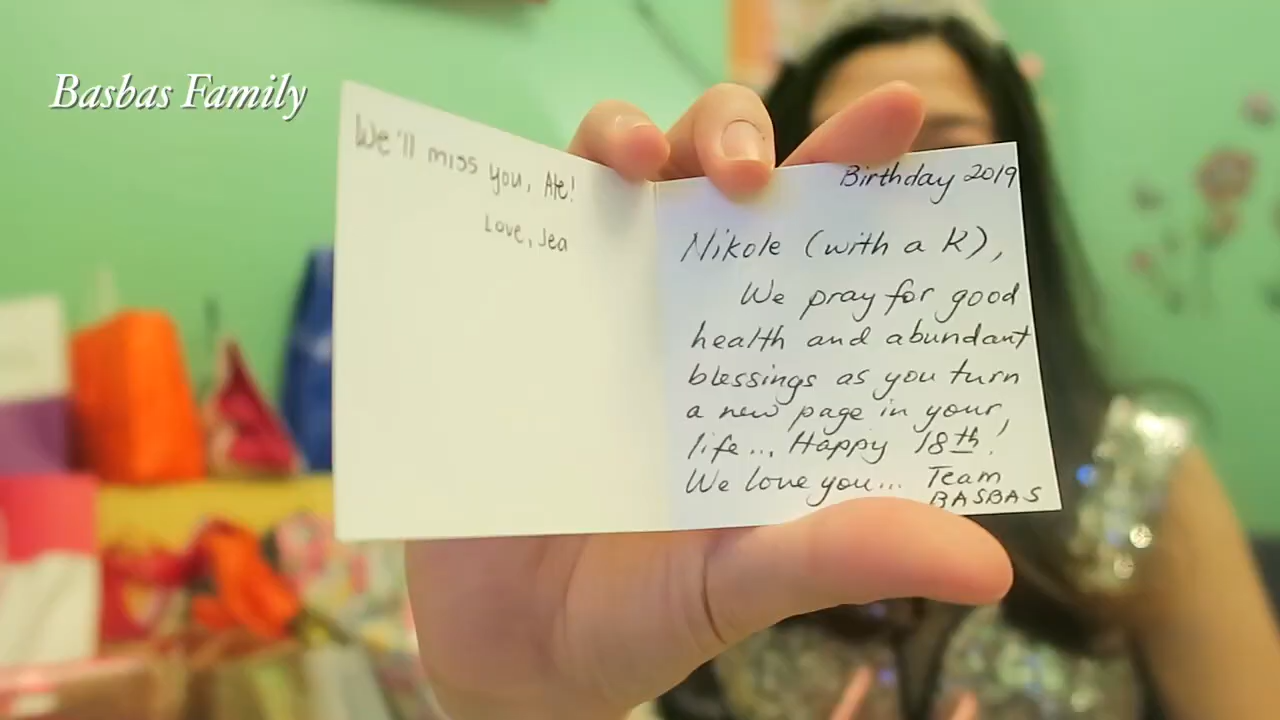 Basbas Family
We'll miss you, Ate!
Love, Jea
Birthday 2019
Nikole (with a K),
We pray for good
health and abundant
blessings as you turn
a new page in your
life... Happy 18th!
We love you... Team
BASBAS